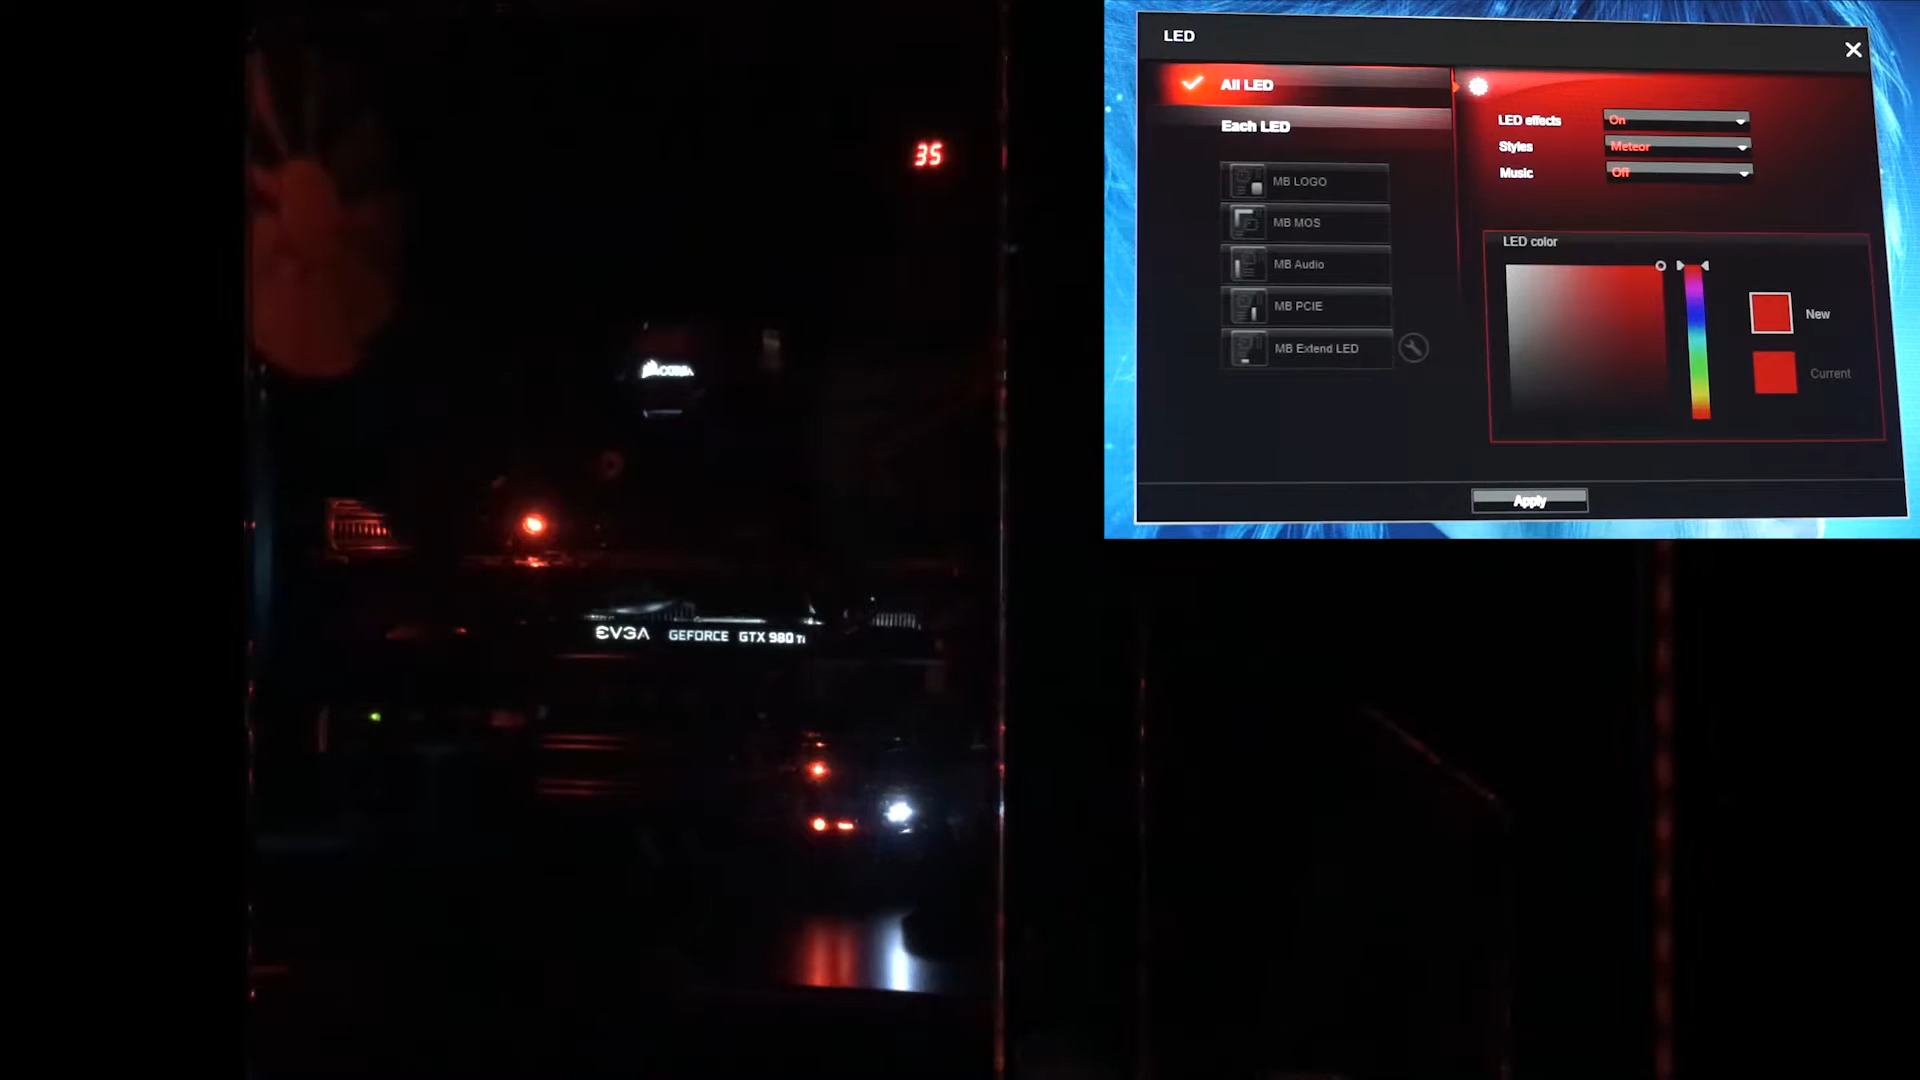 LED
All LED
Each LED
MB LOGO
MB MOS
MB Audio
MB PCIE
MB Extend LED
LED effects On
Styles Meteor
Music Off
LED color
New
Current
Apply
35
EVGA GEFORCE GTX 980 Ti